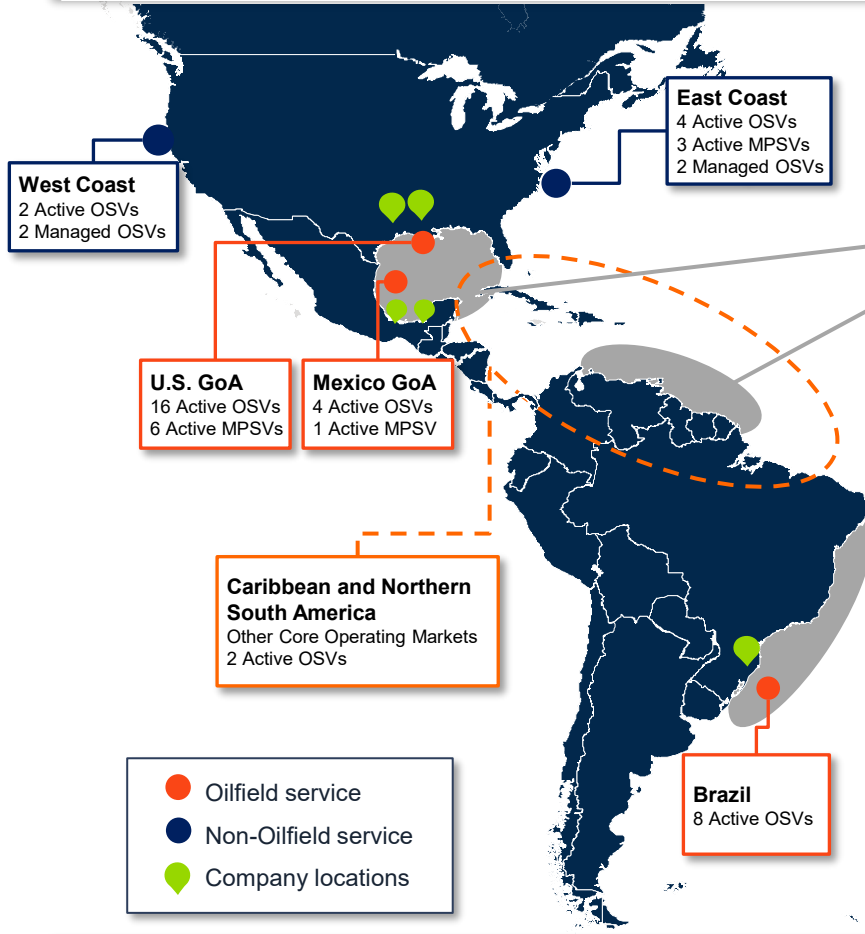 East Coast
4 Active OSVs
3 Active MPSVs
2 Managed OSVs
West Coast
2 Active OSVs
2 Managed OSVs
U.S. GoA
16 Active OSVs
6 Active MPSVs
Mexico GoA
4 Active OSVs
1 Active MPSV
Caribbean and Northern
South America
Other Core Operating Markets
2 Active OSVs
Brazil
8 Active OSVs
Oilfield service
Non-Oilfield service
Company locations